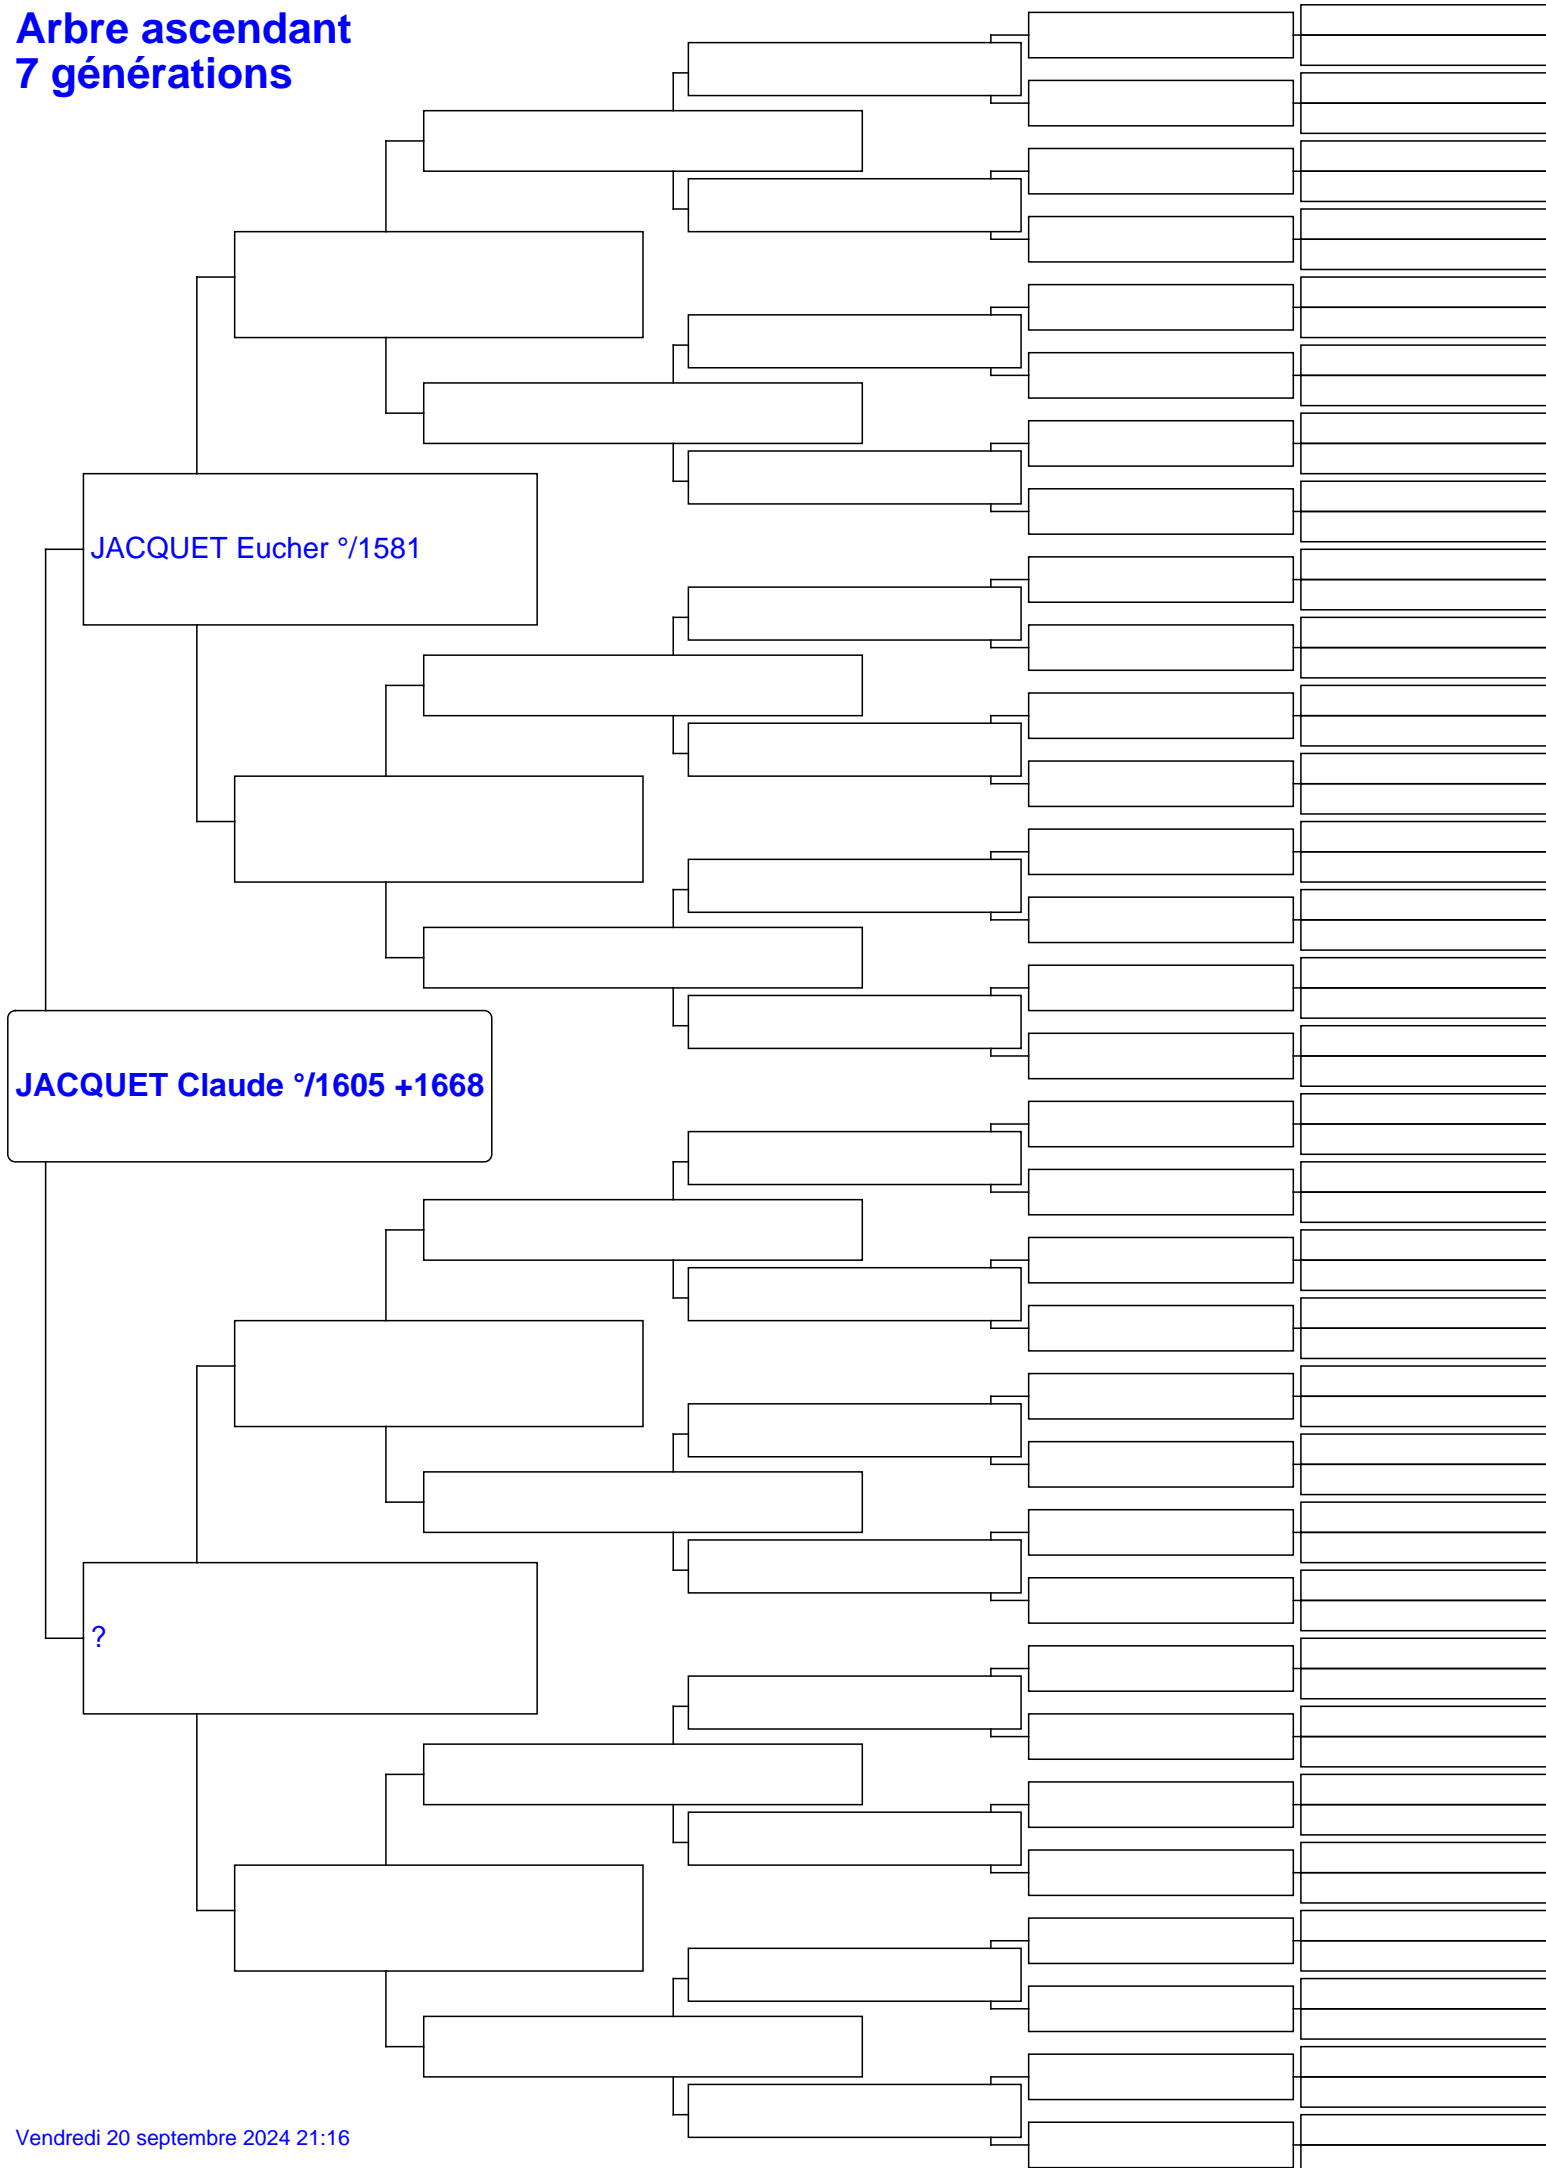 Arbre ascendant
7 générations
JACQUET Eucher °/1581
JACQUET Claude °/1605 +1668
?
Vendredi 20 septembre 2024 21:16